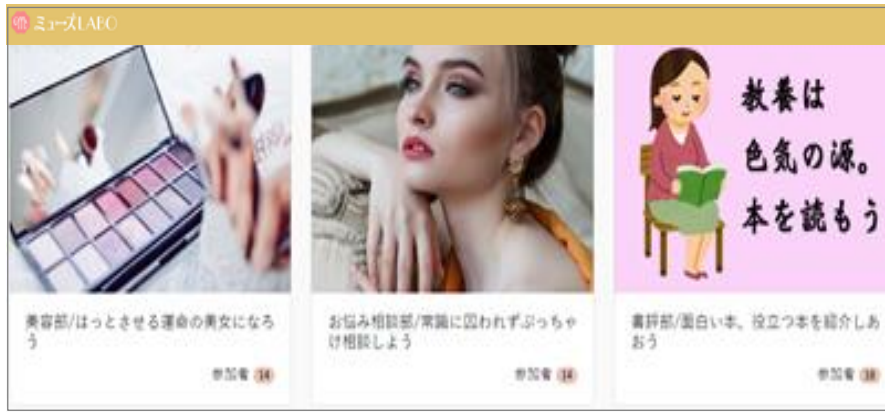 ミューズLABO
教養は
色気の源。
本を読もう
美容部/はっとさせる運命の美女になろ
う
参加者 14
お悩み相談部/常識に囚われずぶっちゃ
け相談しよう
参加者 14
書評部/面白い本、役立つ本を紹介しあ
おう
参加者